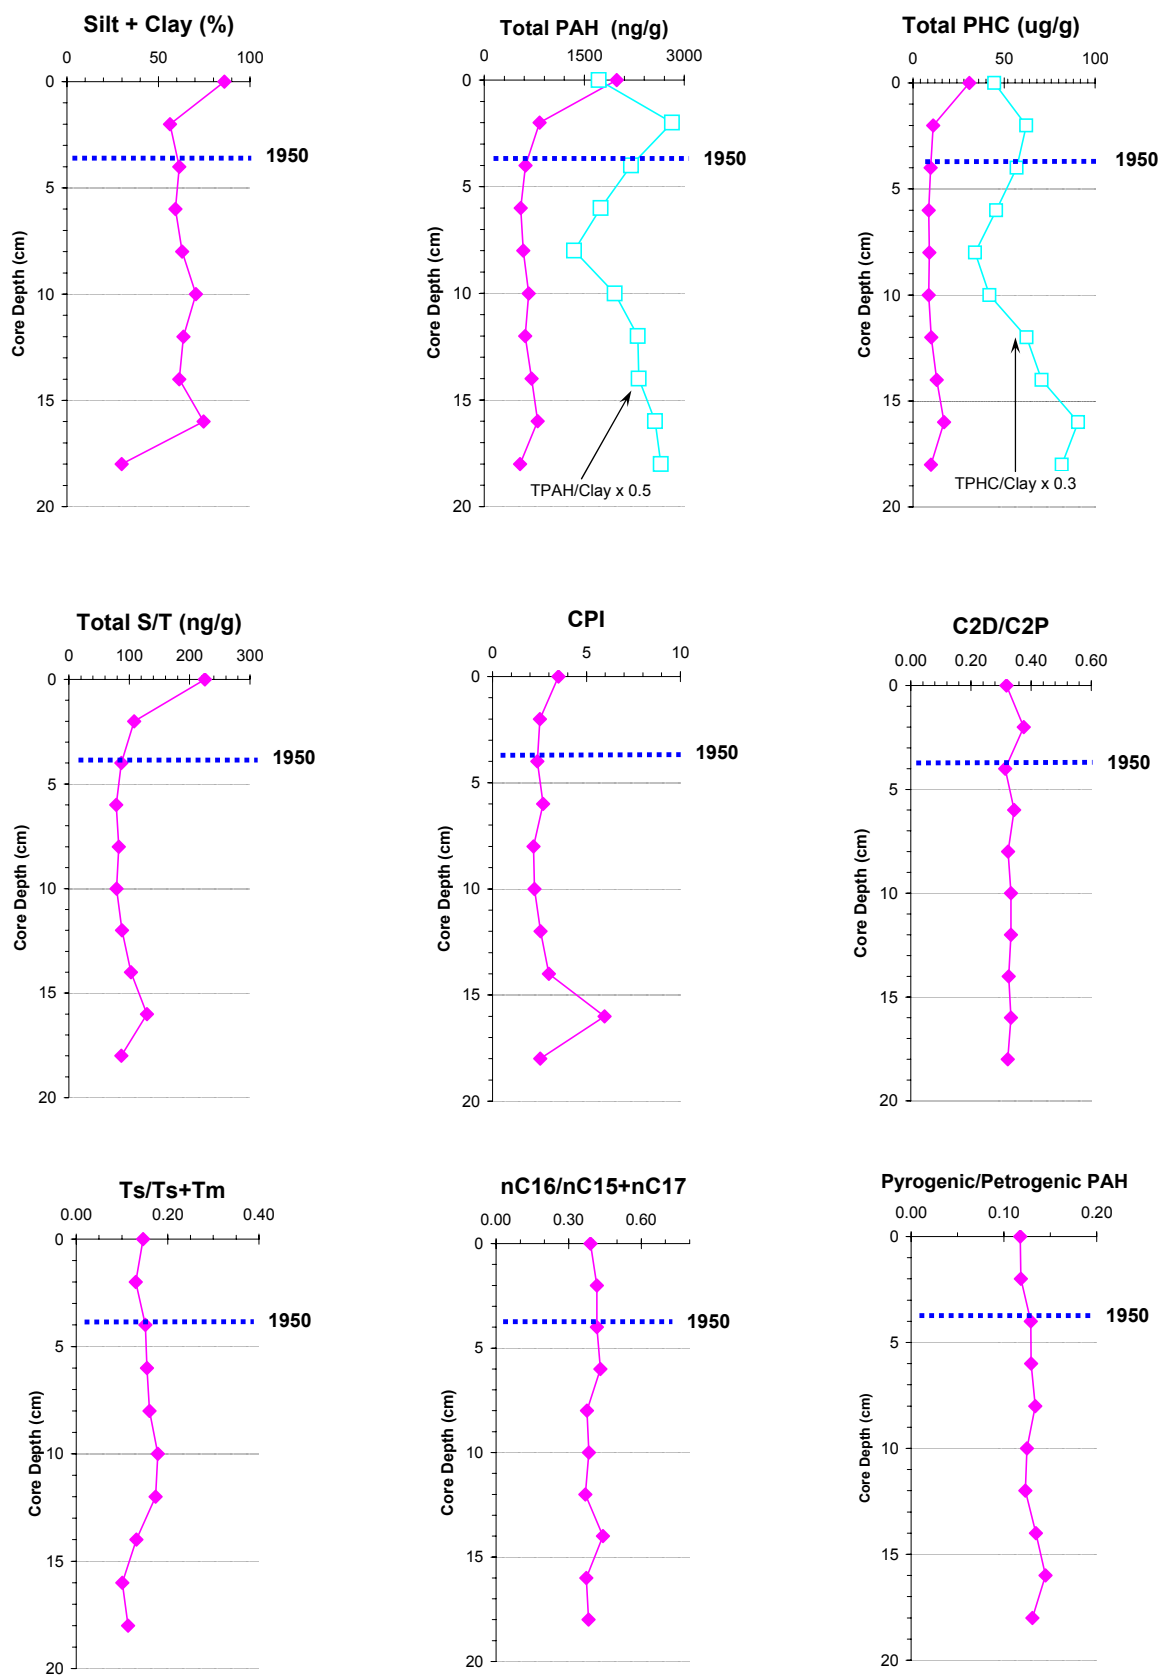 Silt + Clay (%)
0 50 100
0
5
10
15
20
Core Depth (cm)
1950
Total PAH (ng/g)
0 1500 3000
0
5
10
15
20
Core Depth (cm)
1950
TPAH/Clay x 0.5
Total PHC (ug/g)
0 50 100
0
5
10
15
20
Core Depth (cm)
1950
TPHC/Clay x 0.3
Total S/T (ng/g)
0 100 200 300
0
5
10
15
20
Core Depth (cm)
1950
CPI
0 5 10
0
5
10
15
20
Core Depth (cm)
1950
C2D/C2P
0.00 0.20 0.40 0.60
0
5
10
15
20
Core Depth (cm)
1950
Ts/Ts+Tm
0.00 0.20 0.40
0
5
10
15
20
Core Depth (cm)
1950
nC16/nC15+nC17
0.00 0.30 0.60
0
5
10
15
20
Core Depth (cm)
1950
Pyrogenic/Petrogenic PAH
0.00 0.10 0.20
0
5
10
15
20
Core Depth (cm)
1950